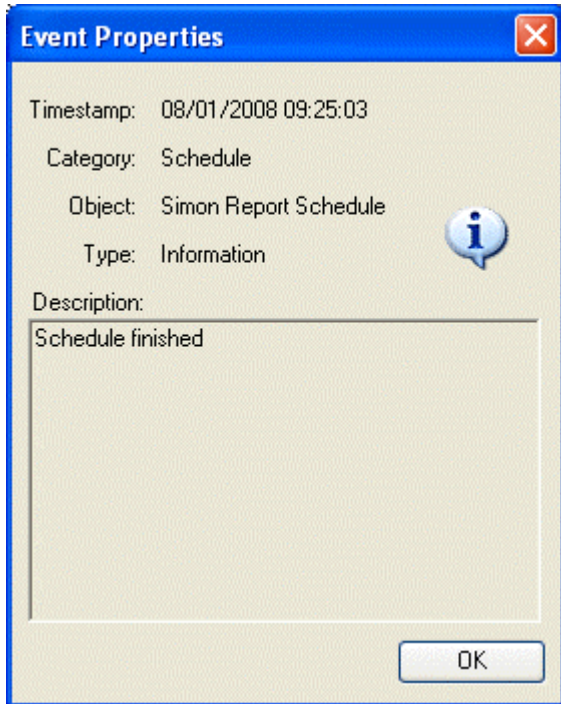 Event Properties
Timestamp: 08/01/2008 09:25:03
Category: Schedule
Object: Simon Report Schedule
Type: Information
Description:
Schedule finished
OK